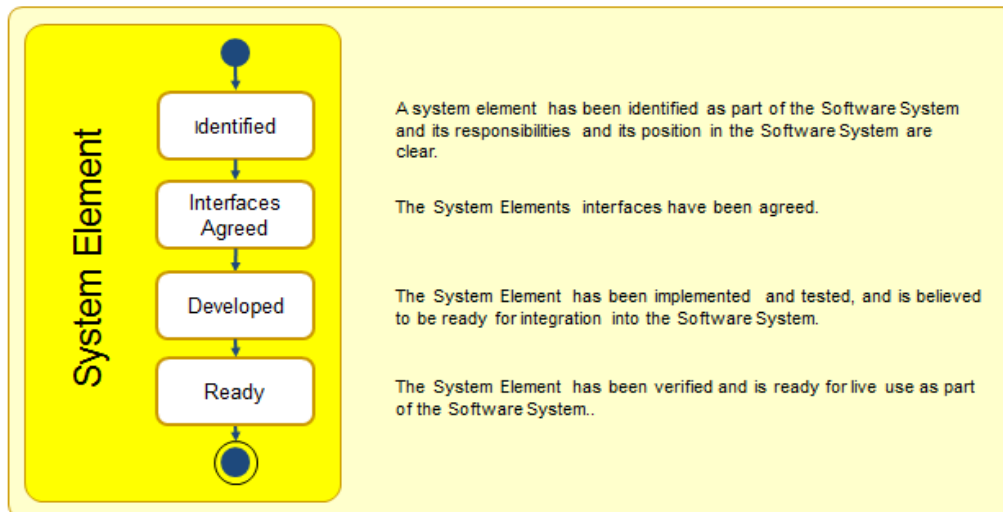 System Element
Identified
A system element has been identified as part of the Software System
and its responsibilities and its position in the Software System are
clear.
Interfaces
Agreed
The System Elements interfaces have been agreed.
Developed
The System Element has been implemented and tested, and is believed
to be ready for integration into the Software System.
Ready
The System Element has been verified and is ready for live use as part
of the Software System..